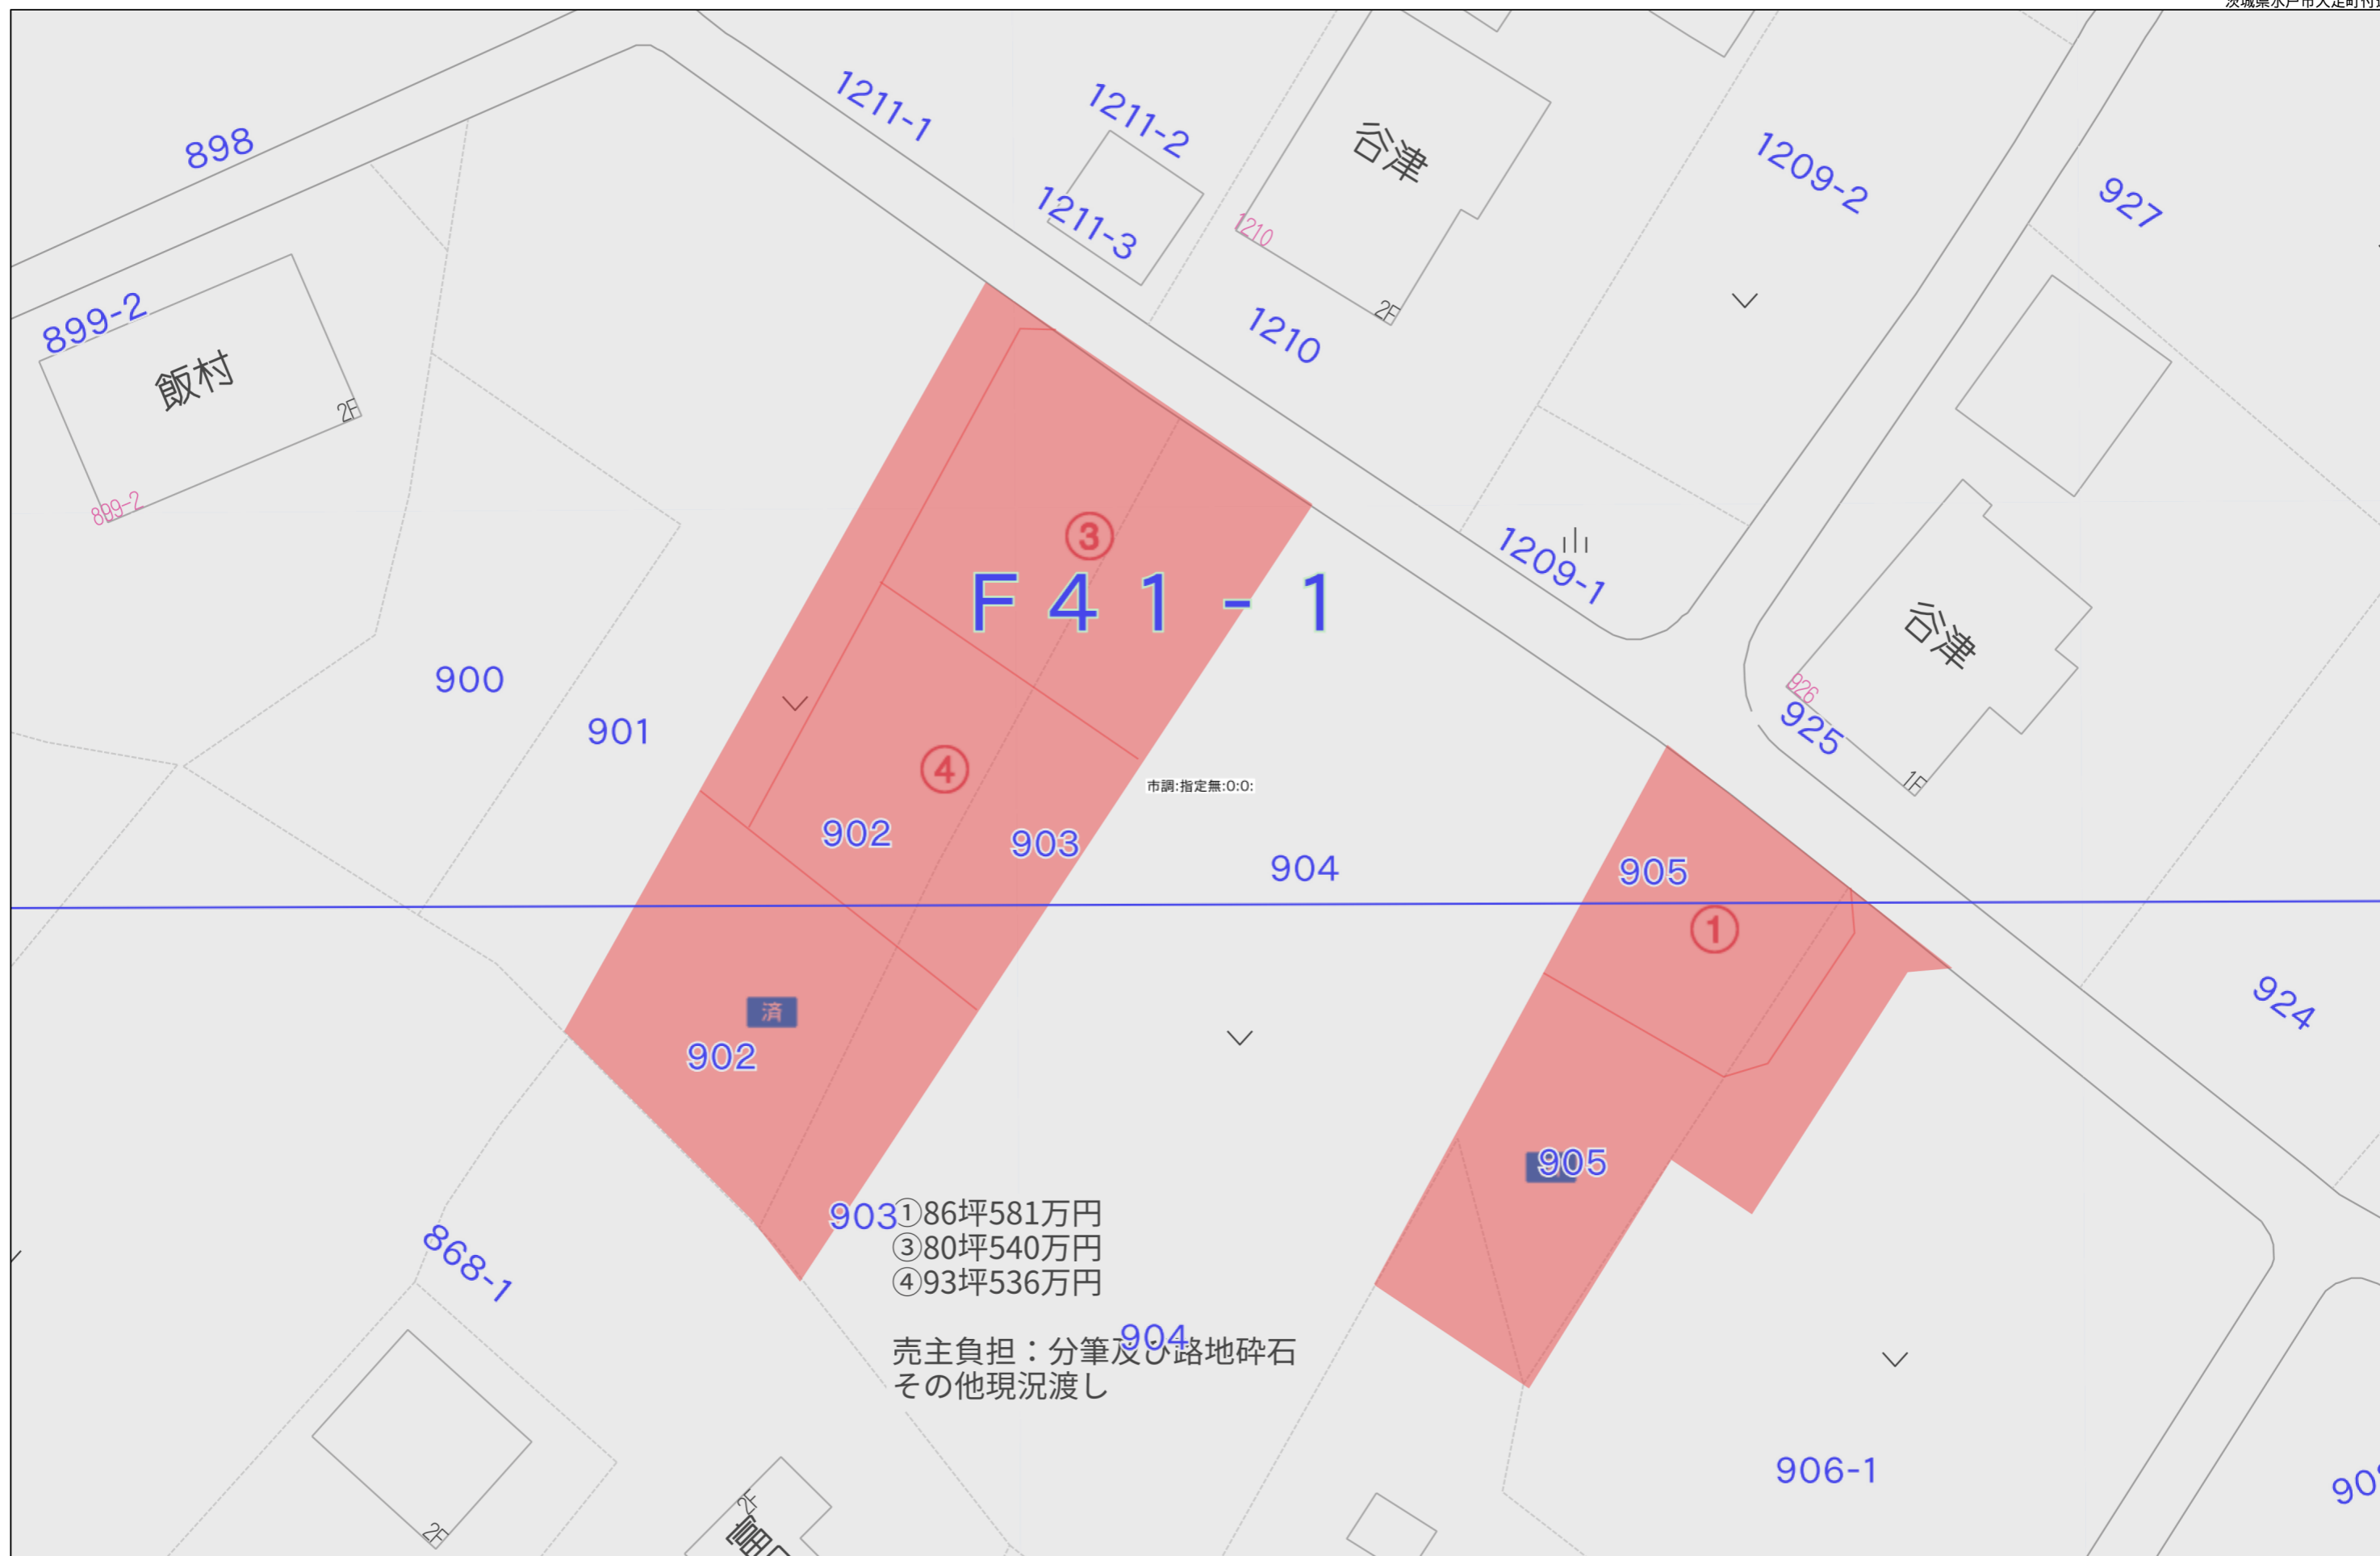 898
1211-1
1211-2
1211-3
谷津
1210
2F
1210
1209-2
927
899-2
飯村
2F
899-2
③
F41-1
1209-1
谷津
926
925
1F
900
901
④
市調:指定無:0:0:
902
903
904
905
①
済
902
905
924
903
①86坪581万円
③80坪540万円
④93坪536万円
868-1
904
売主負担：分筆及び路地砕石
その他現況渡し
906-1
2F
2F